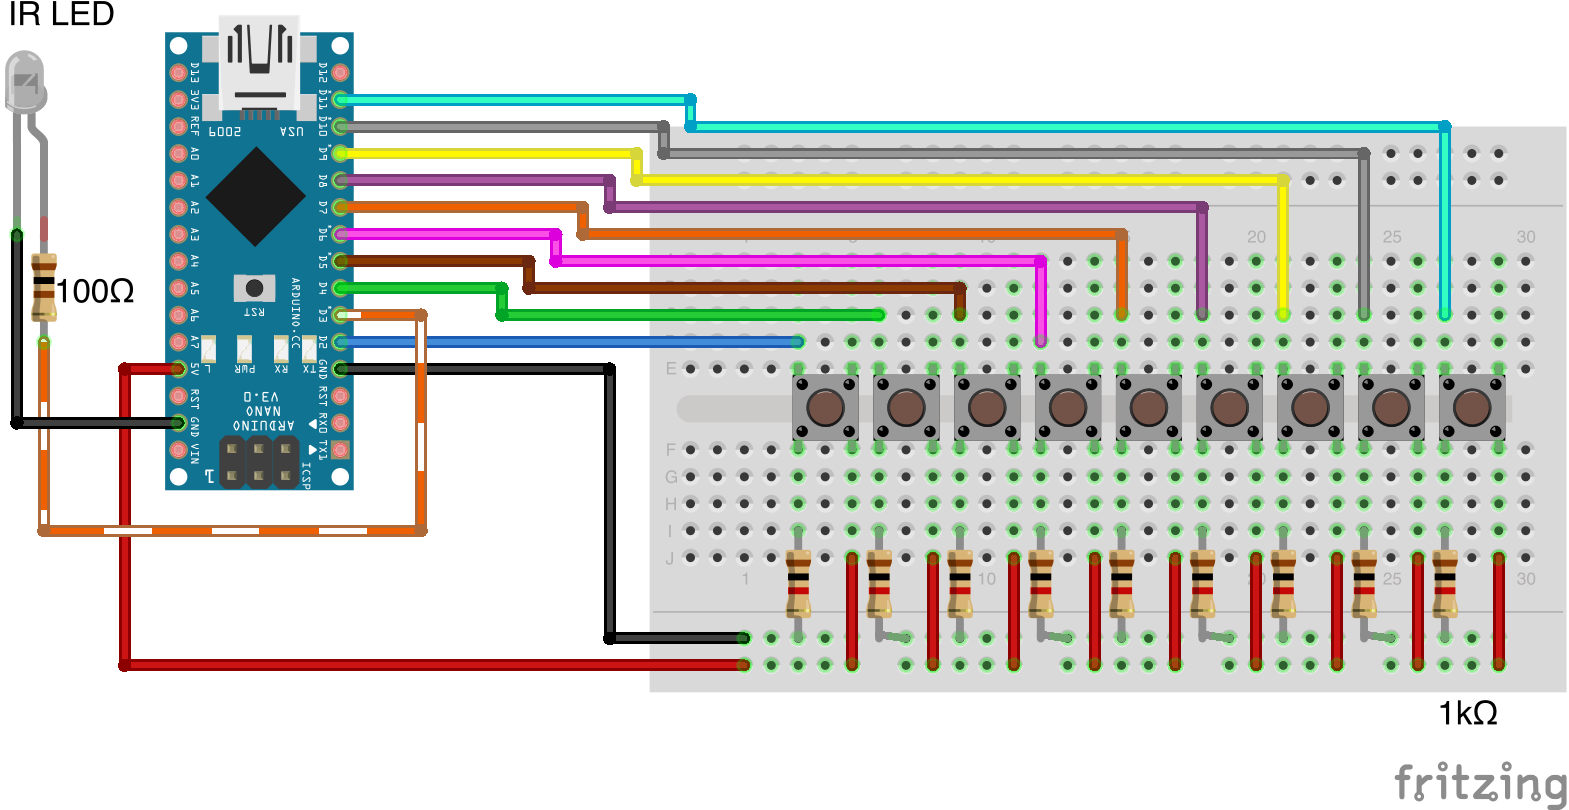 IR LED
100Ω
D13
3V3
REF
A0
A1
A2
A3
A4
A5
A6
A7
5V
RST
GND
VIN
D12
D11
D10
D9
D8
D7
D6
D5
D4
D3
D2
GND
RST
RX0
TX1
USA
2009
RST
ARDUINO.CC
L
PWR
RX
TX
ARDUINO
NANO
V3.0
ICSP
1
20
25
30
E
F
G
H
I
J
1
10
20
25
30
1kΩ
fritzing